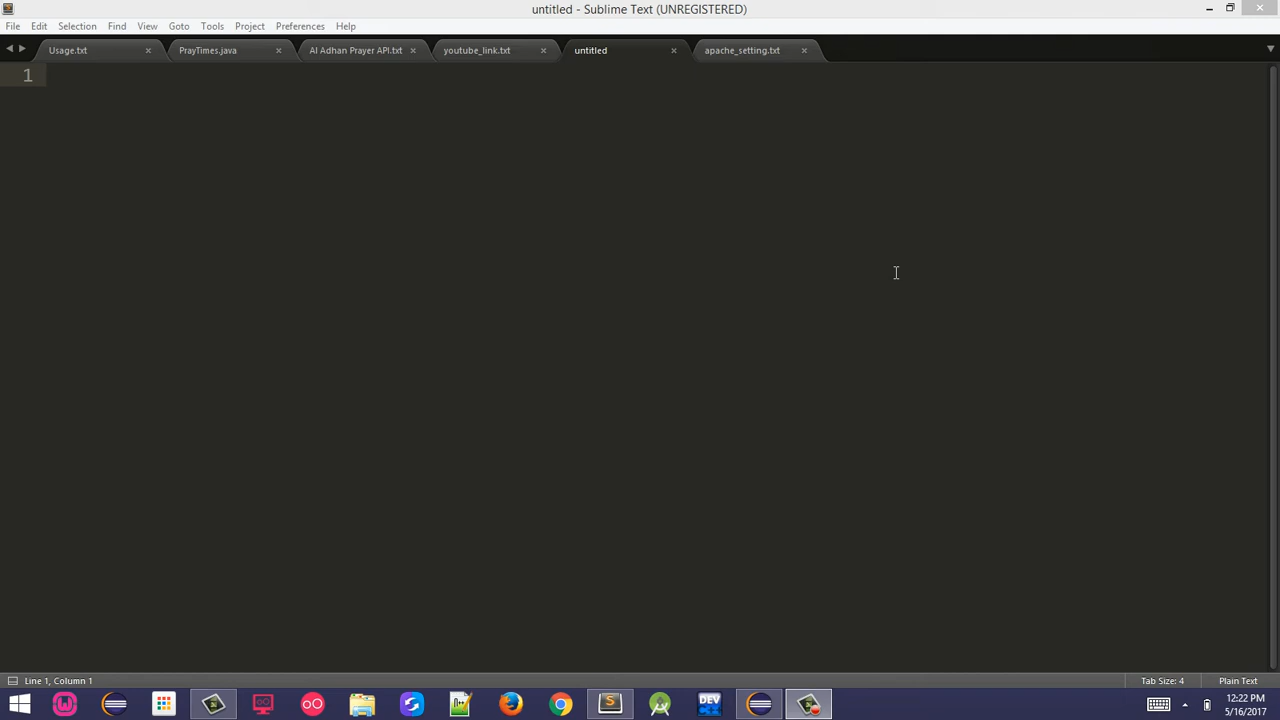 untitled - Sublime Text (UNREGISTERED)
File Edit Selection Find View Goto Tools Project Preferences Help
Usage.txt PrayTimes.java Al Adhan Prayer API.txt youtube_link.txt untitled apache_setting.txt
1
Line 1, Column 1 Tab Size: 4 Plain Text
S DEV
12:22 PM
5/16/2017